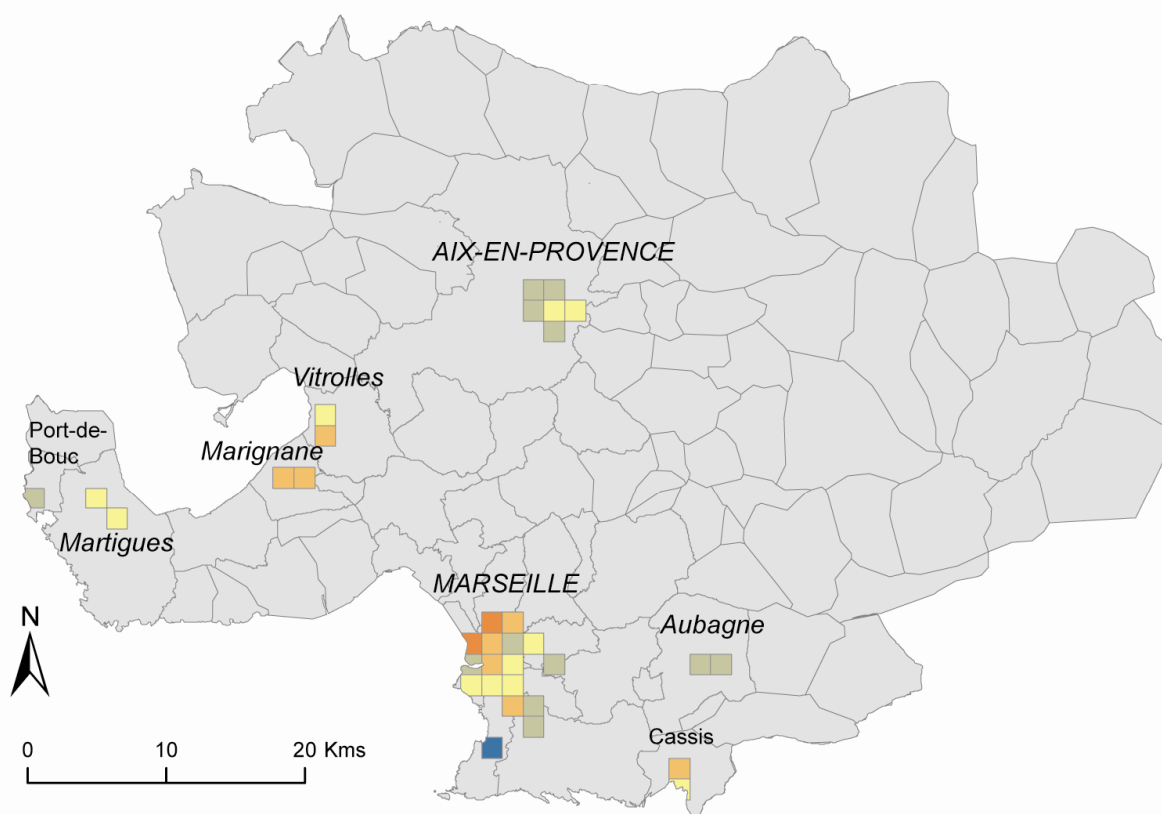 AIX-EN-PROVENCE
Vitrolles
Port-de-
Bouc
Marignane
Martigues
MARSEILLE
N
Aubagne
Cassis
0 10 20 Kms